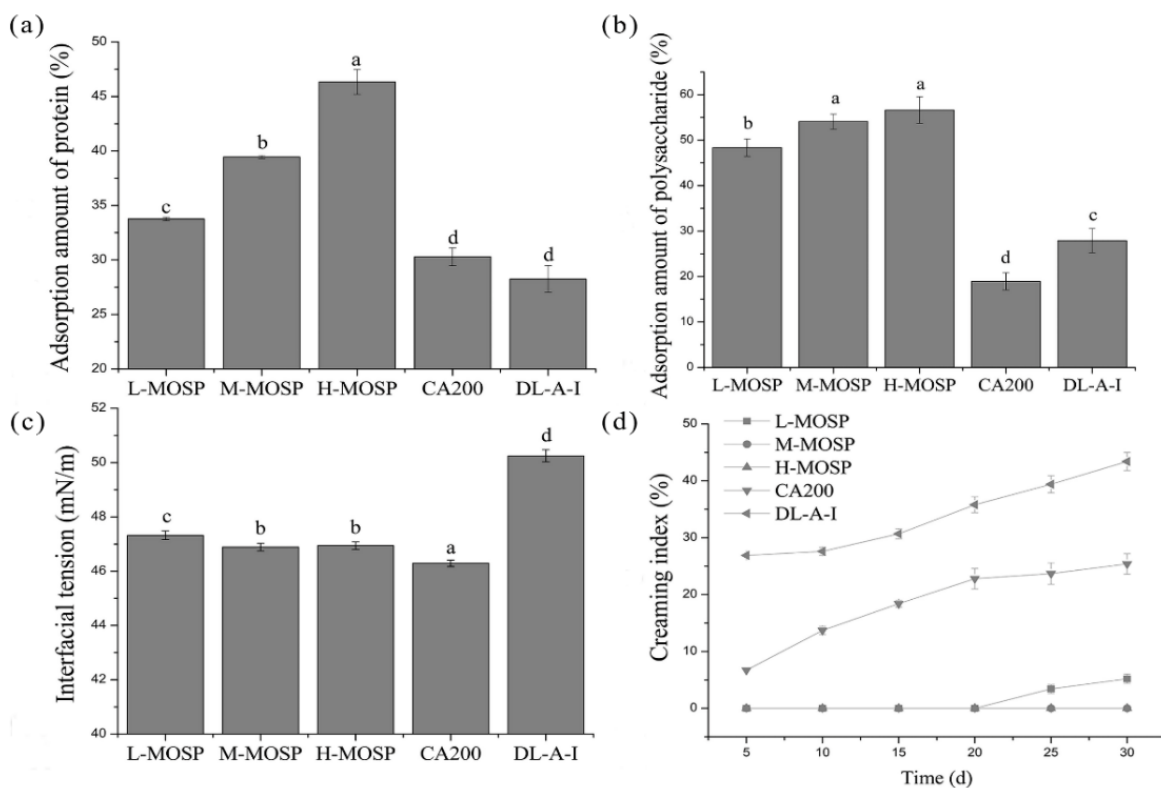 (a)
Adsorption amount of protein (%)
50
45
40
35
30
25
20
c
b
a
d
d
L-MOSP M-MOSP H-MOSP CA200 DL-A-I
(b)
Adsorption amount of polysaccharide (%)
60
50
40
30
20
10
0
b
a
a
d
c
L-MOSP M-MOSP H-MOSP CA200 DL-A-I
(c)
Interfacial tension (mN/m)
52
50
48
46
44
42
40
c
b
b
a
d
L-MOSP M-MOSP H-MOSP CA200 DL-A-I
(d)
Creaming index (%)
50
40
30
20
10
0
L-MOSP
M-MOSP
H-MOSP
CA200
DL-A-I
5 10 15 20 25 30
Time (d)